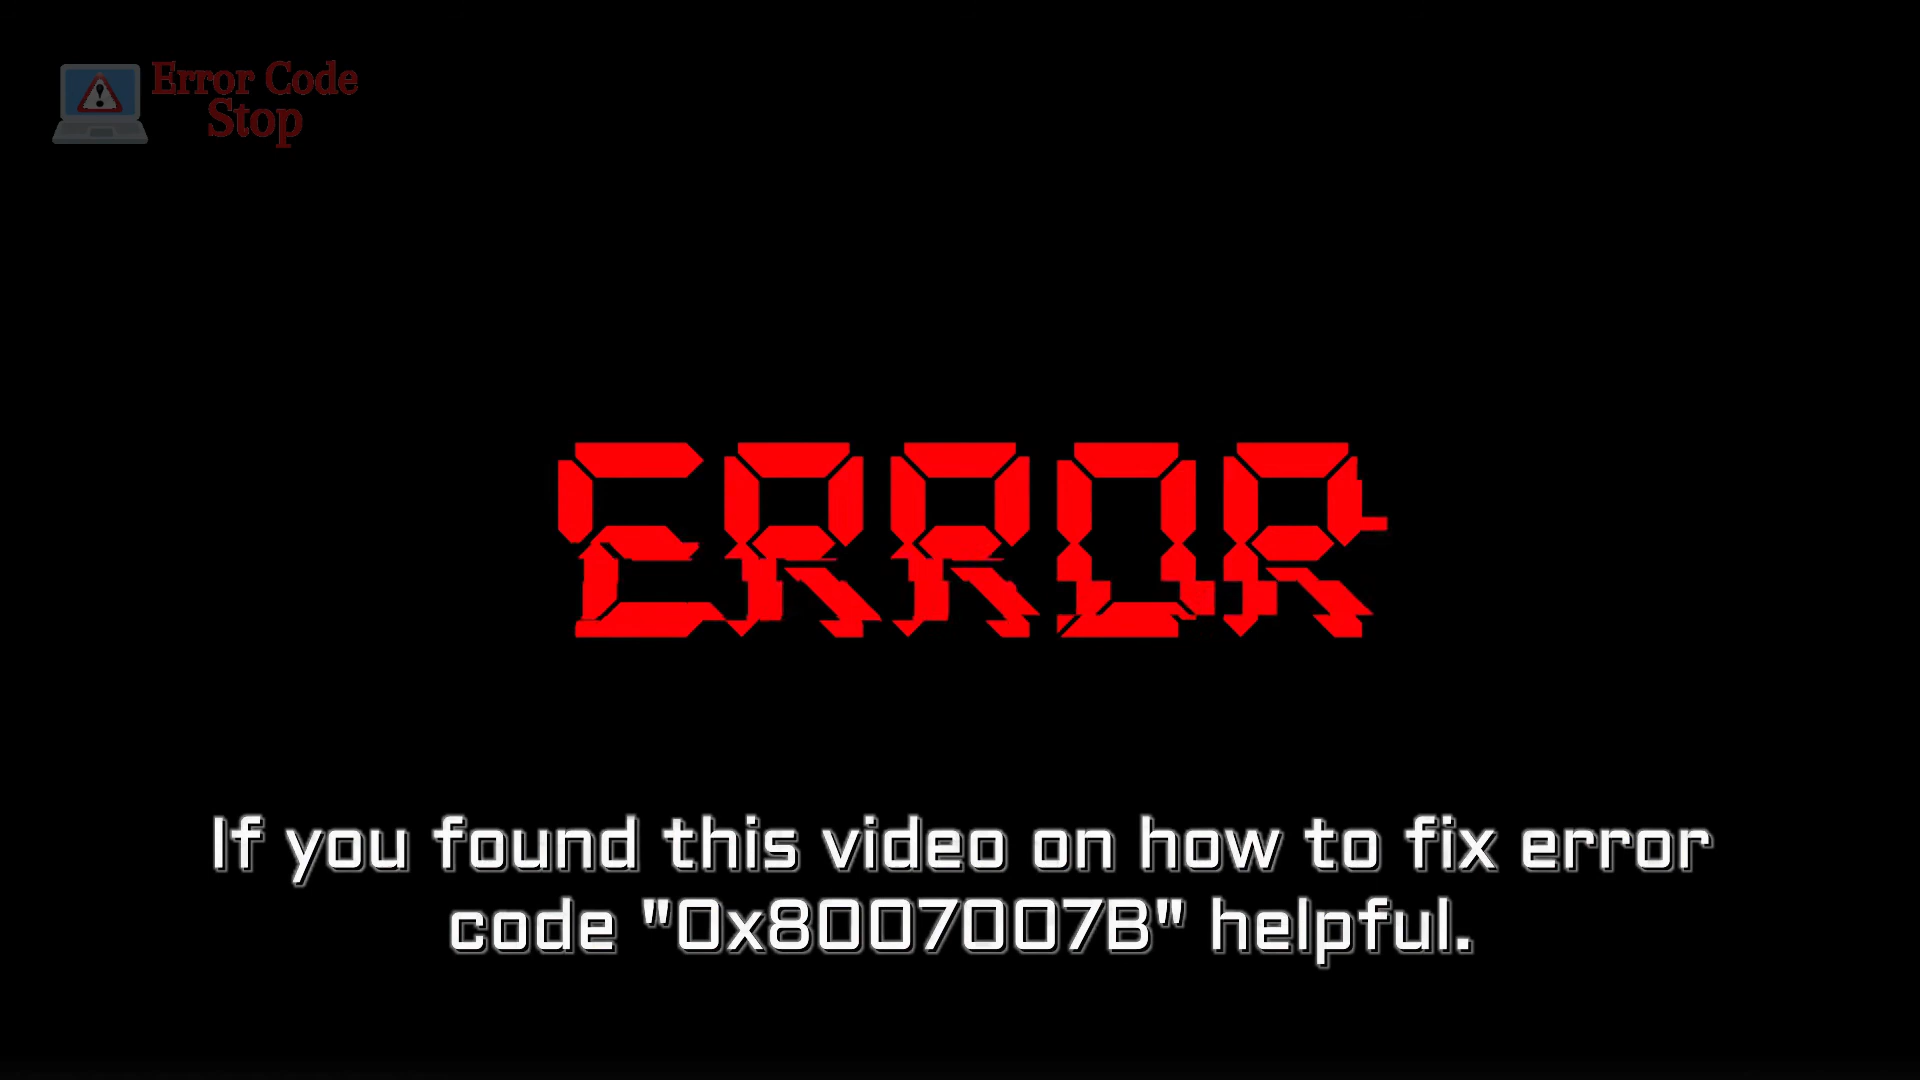 Error Code
Stop
ERROR
If you found this video on how to fix error
code "0x8007007B" helpful.